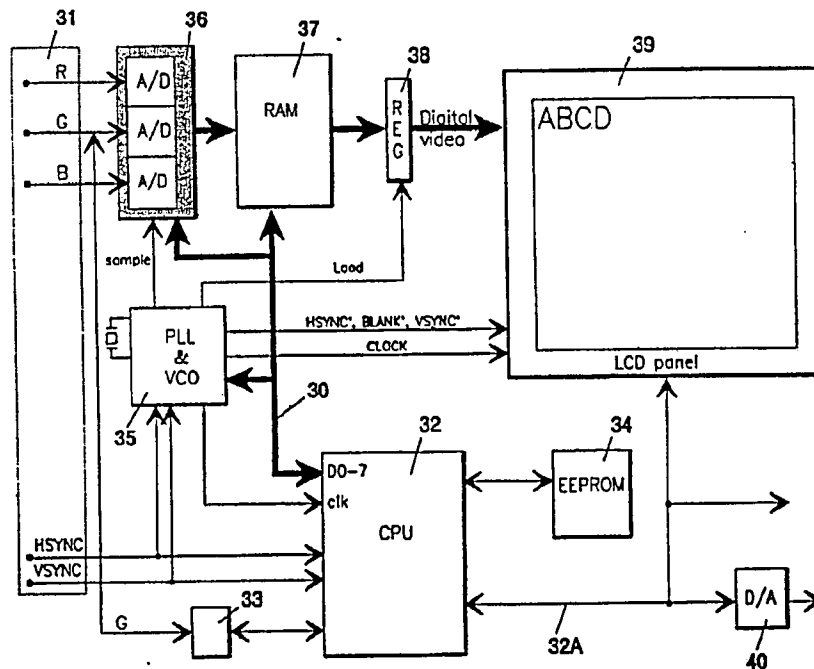 31
36
37
38
39
R
A/D
RAM
REG
Digital
video
ABCD
G
A/D
B
A/D
sample
Load
PLL
&
VCO
HSYNC', BLANK', VSYNC'
CLOCK
LCD panel
35
30
32
34
D0-7
clk
CPU
EEPROM
HSYNC
VSYNC
33
G
32A
D/A
40